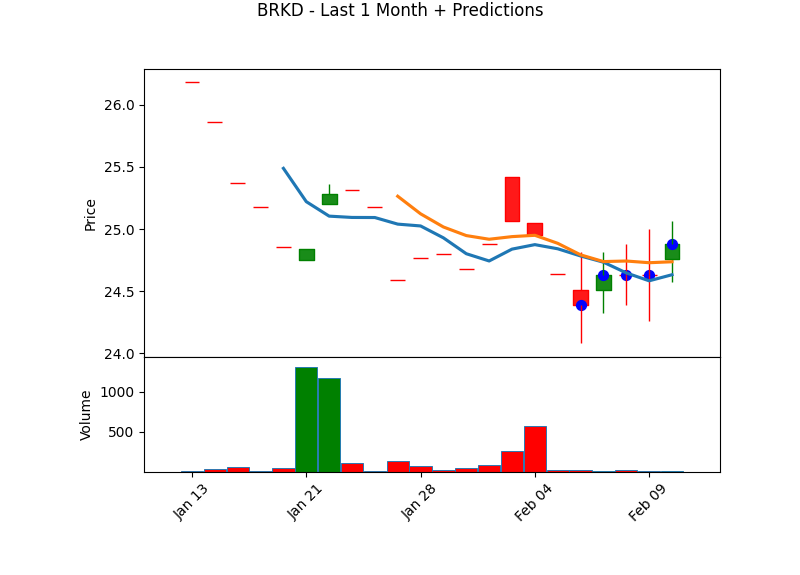 BRKD - Last 1 Month + Predictions
26.0
25.5
25.0
24.5
24.0
Price
1000
500
Volume
Jan 13
Jan 21
Jan 28
Feb 04
Feb 09